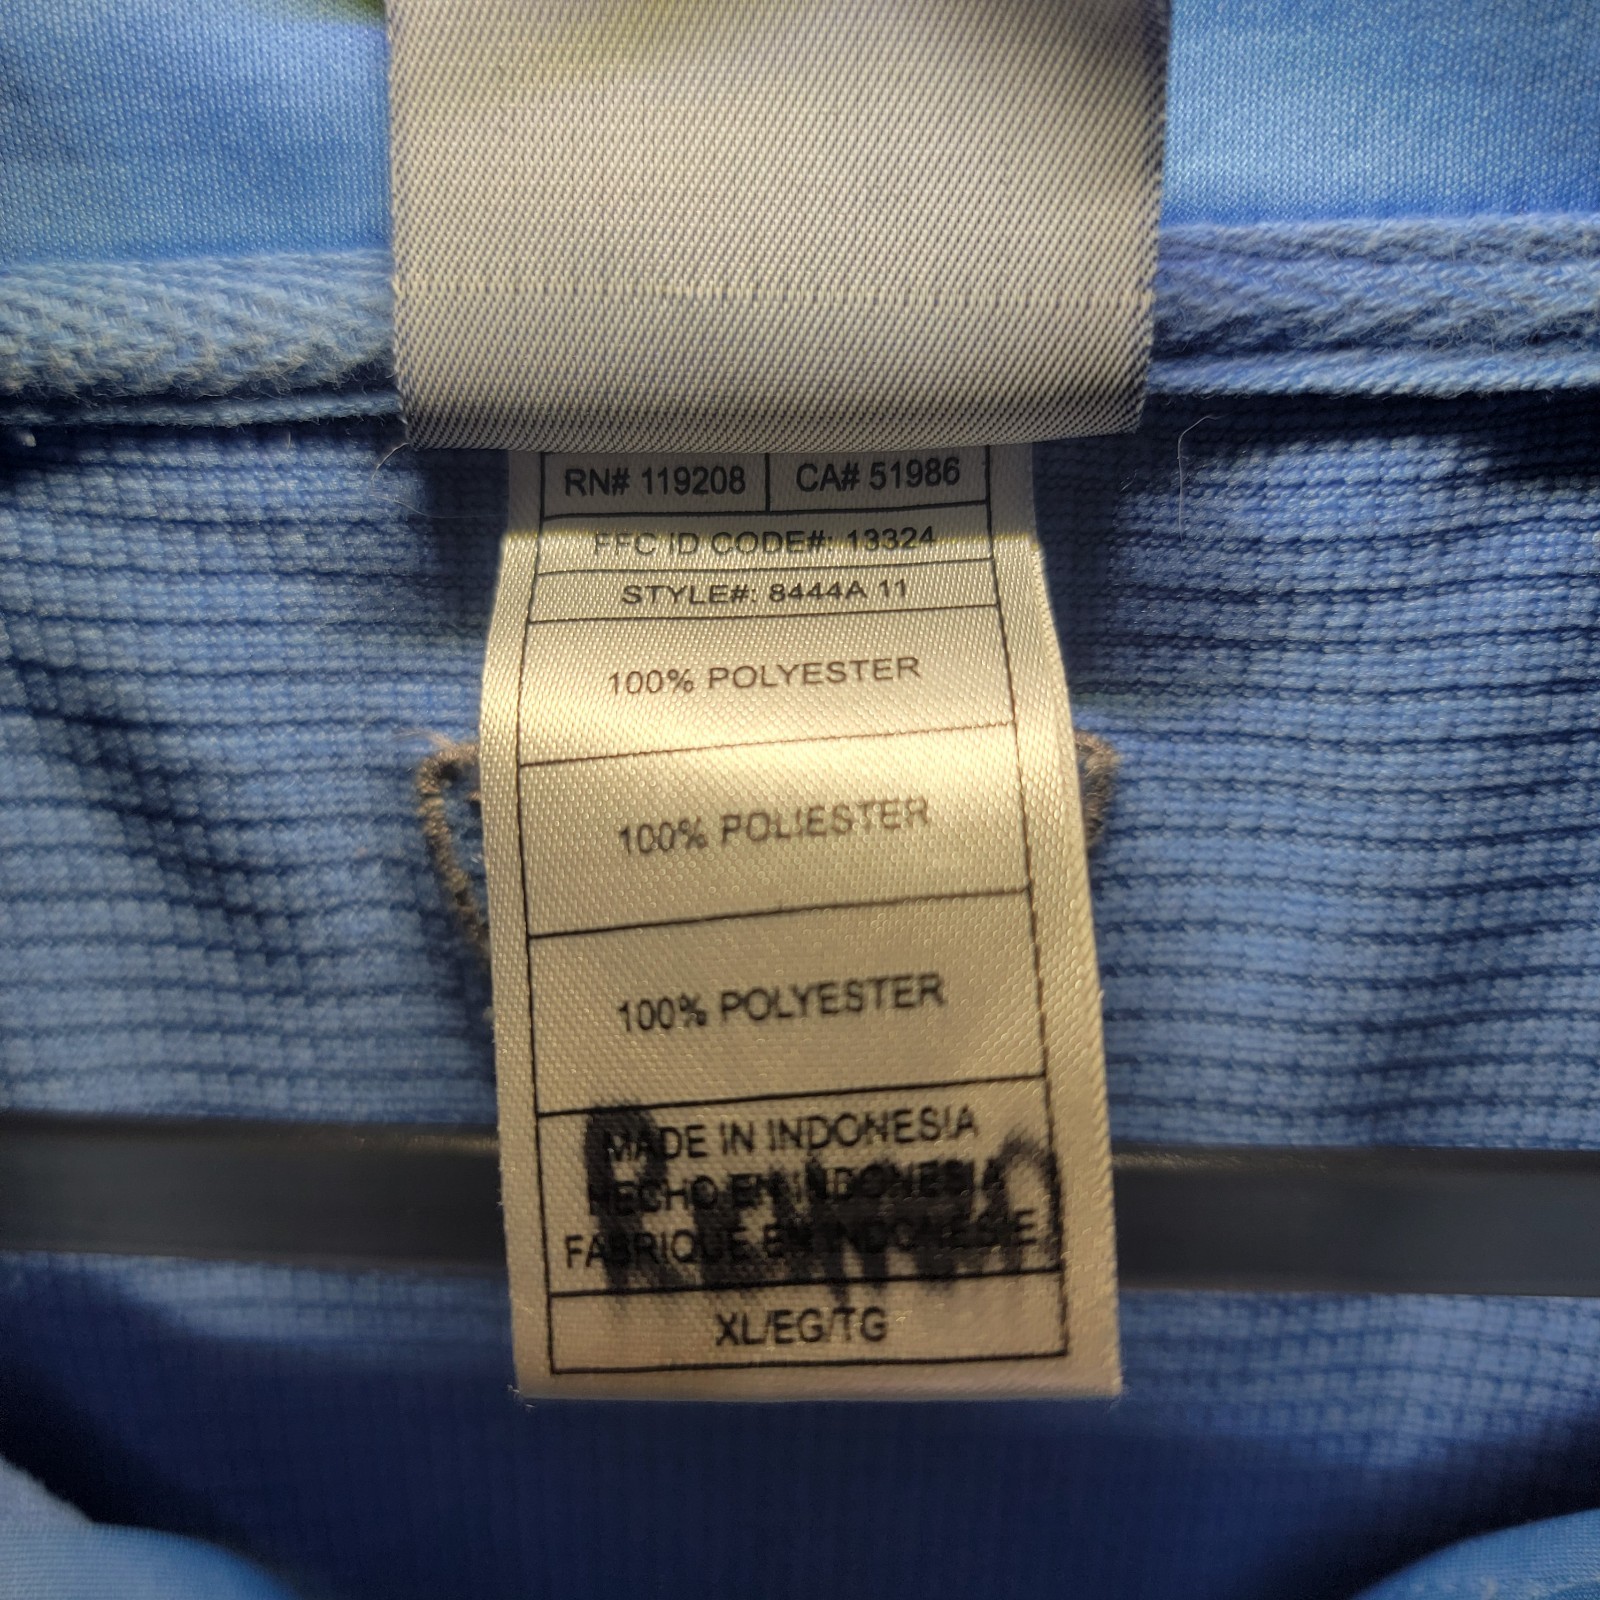 RN# 119208 CA# 51986
FFC ID CODE#: 13324
STYLE#: 8444A 11
100% POLYESTER
100% POLIESTER
100% POLYESTER
MADE IN INDONESIA
HECHO EN INDONESIA
FABRIQUE EN INDONESIE
XL/EG/TG